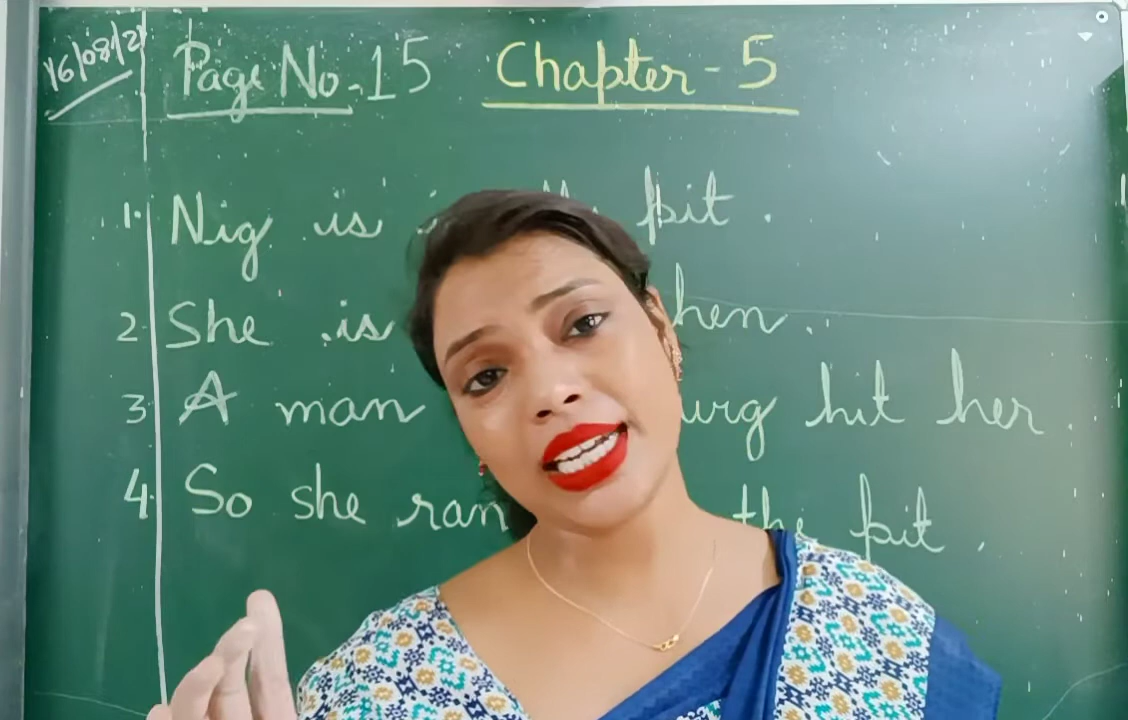 16/08/2 Page No.15 Chapter - 5
1. Nig is pit.
2. She is hen.
3. A man hit her.
4. So she ran the pit.